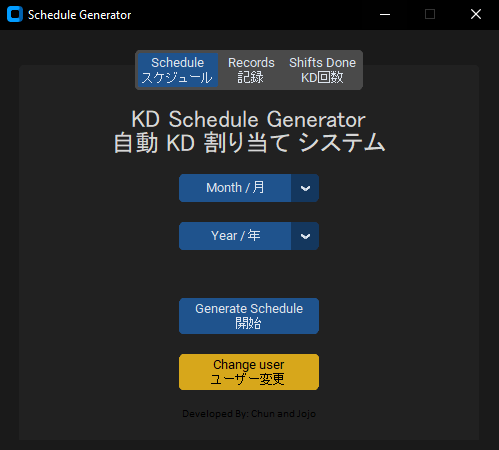 Schedule Generator
Schedule
スケジュール
Records
記録
Shifts Done
KD回数
KD Schedule Generator
自動 KD 割り当て システム
Month / 月
Year / 年
Generate Schedule
開始
Change user
ユーザー変更
Developed By: Chun and Jojo